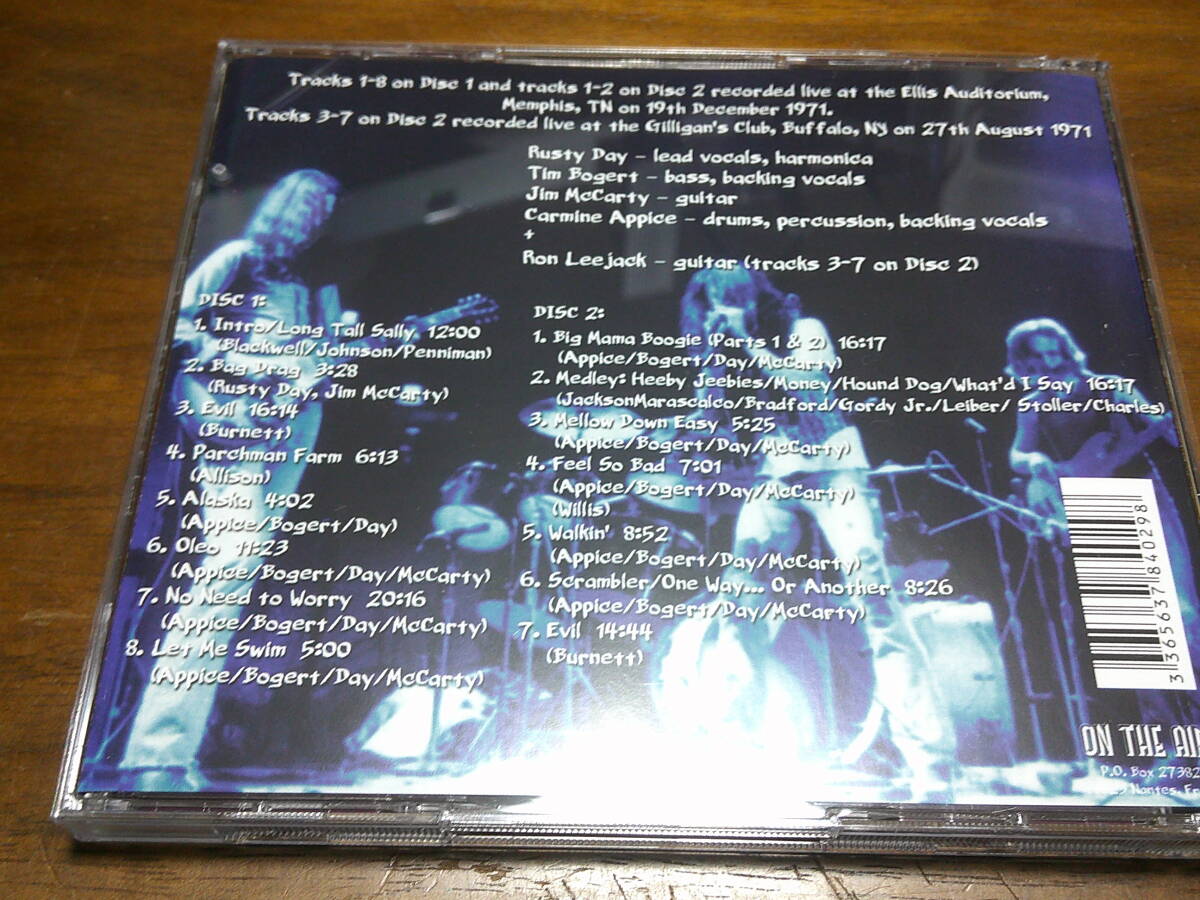 Tracks 1-8 on Disc 1 and tracks 1-2 on Disc 2 recorded live at the Ellis Auditorium,
Memphis, TN on 19th December 1971.
Tracks 3-7 on Disc 2 recorded live at the Gilligan's Club, Buffalo, NY on 27th August 1971
Rusty Day - lead vocals, harmonica
Tim Bogert - bass, backing vocals
Jim McCarty - guitar
Carmine Appice - drums, percussion, backing vocals
+
Ron Leejack - guitar (tracks 3-7 on Disc 2)
DISC 1:
1. Intro/Long Tall Sally 12:00
(Blackwell/Johnson/Penniman)
2. Bag Drag 3:28
(Rusty Day, Jim McCarty)
3. Evil 16:14
(Burnett)
4. Parchman Farm 6:13
(Allison)
5. Alaska 4:02
(Appice/Bogert/Day)
6. Oleo 11:23
(Appice/Bogert/Day/McCarty)
7. No Need to Worry 20:16
(Appice/Bogert/Day/McCarty)
8. Let Me Swim 5:00
(Appice/Bogert/Day/McCarty)
DISC 2:
1. Big Mama Boogie (Parts 1 & 2) 16:17
(Appice/Bogert/Day/McCarty)
2. Medley: Heeby Jeebies/Money/Hound Dog/What'd I Say 16:17
(JacksonMarascalco/Bradford/Gordy Jr./Leiber/ Stoller/Charles)
3. Mellow Down Easy 5:25
(Appice/Bogert/Day/McCarty)
4. Feel So Bad 7:01
(Appice/Bogert/Day/McCarty)
(Willis)
5. Walkin' 8:52
(Appice/Bogert/Day/McCarty)
6. Scrambler/One Way... Or Another 8:26
(Appice/Bogert/Day/McCarty)
7. Evil 14:44
(Burnett)
3 365637 840298
ON THE AI
P.O. Box 27382
Nantes, Fr